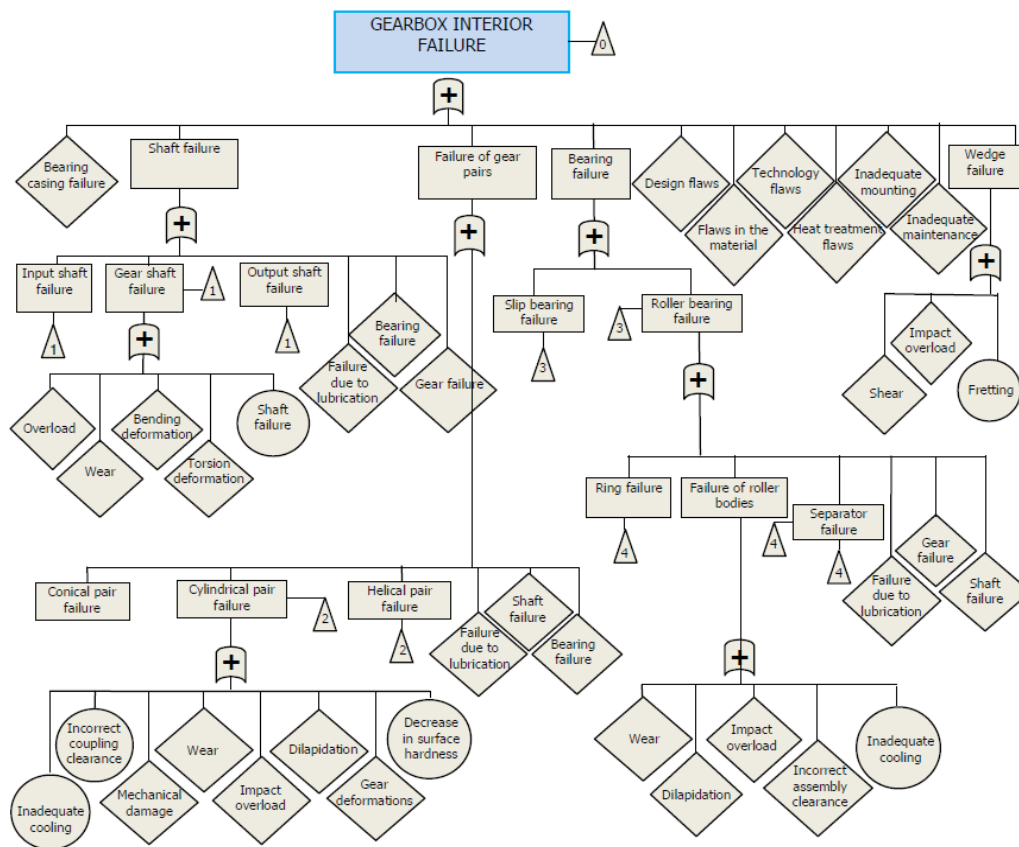 GEARBOX INTERIOR
FAILURE
0
+
Bearing
casing failure
Shaft failure
Failure of gear
pairs
Bearing
failure
Design flaws
Flaws in the
material
Technology
flaws
Heat treatment
flaws
Inadequate
mounting
Inadequate
maintenance
Wedge
failure
+
+
+
+
Input shaft
failure
1
Gear shaft
failure
1
Output shaft
failure
1
Failure
due to
lubrication
Bearing
failure
Gear failure
Slip bearing
failure
3
3
Roller bearing
failure
Shear
Impact
overload
Fretting
+
+
Overload
Wear
Bending
deformation
Torsion
deformation
Shaft
failure
Ring failure
4
Failure of roller
bodies
4
Separator
failure
4
Failure
due to
lubrication
Gear
failure
Shaft
failure
Conical pair
failure
Cylindrical pair
failure
2
Helical pair
failure
2
Failure
due to
lubrication
Shaft
failure
Bearing
failure
+
+
Inadequate
cooling
Incorrect
coupling
clearance
Mechanical
damage
Wear
Impact
overload
Dilapidation
Gear
deformations
Decrease
in surface
hardness
Wear
Dilapidation
Impact
overload
Incorrect
assembly
clearance
Inadequate
cooling